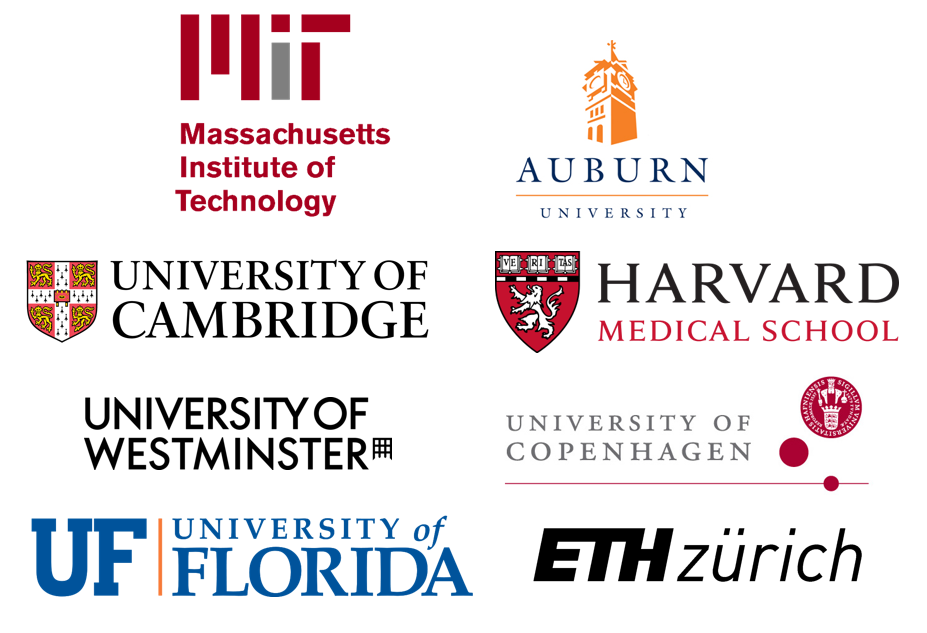 MIT
Massachusetts
Institute of
Technology
AUBURN
UNIVERSITY
UNIVERSITY OF
CAMBRIDGE
VE RI TAS
HARVARD
MEDICAL SCHOOL
UNIVERSITY OF
WESTMINSTER
UNIVERSITY OF
COPENHAGEN
UF
UNIVERSITY of
FLORIDA
ETH zürich